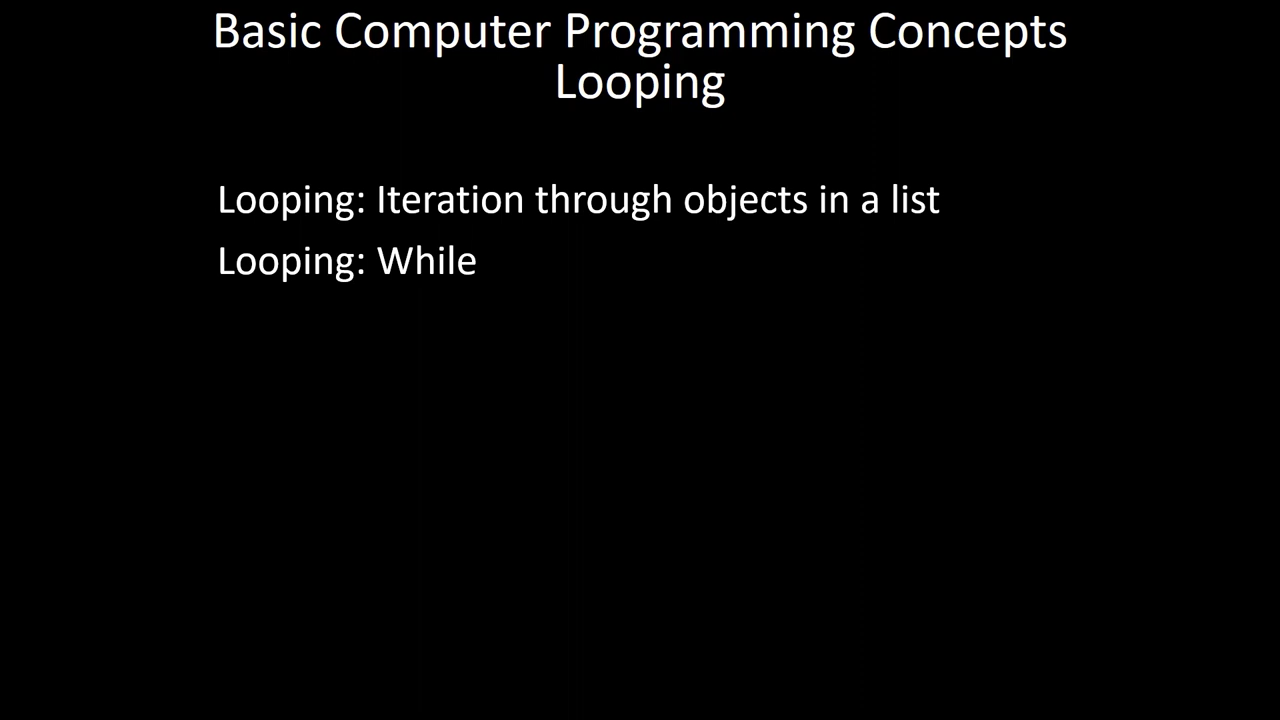 Basic Computer Programming Concepts
Looping
Looping: Iteration through objects in a list
Looping: While